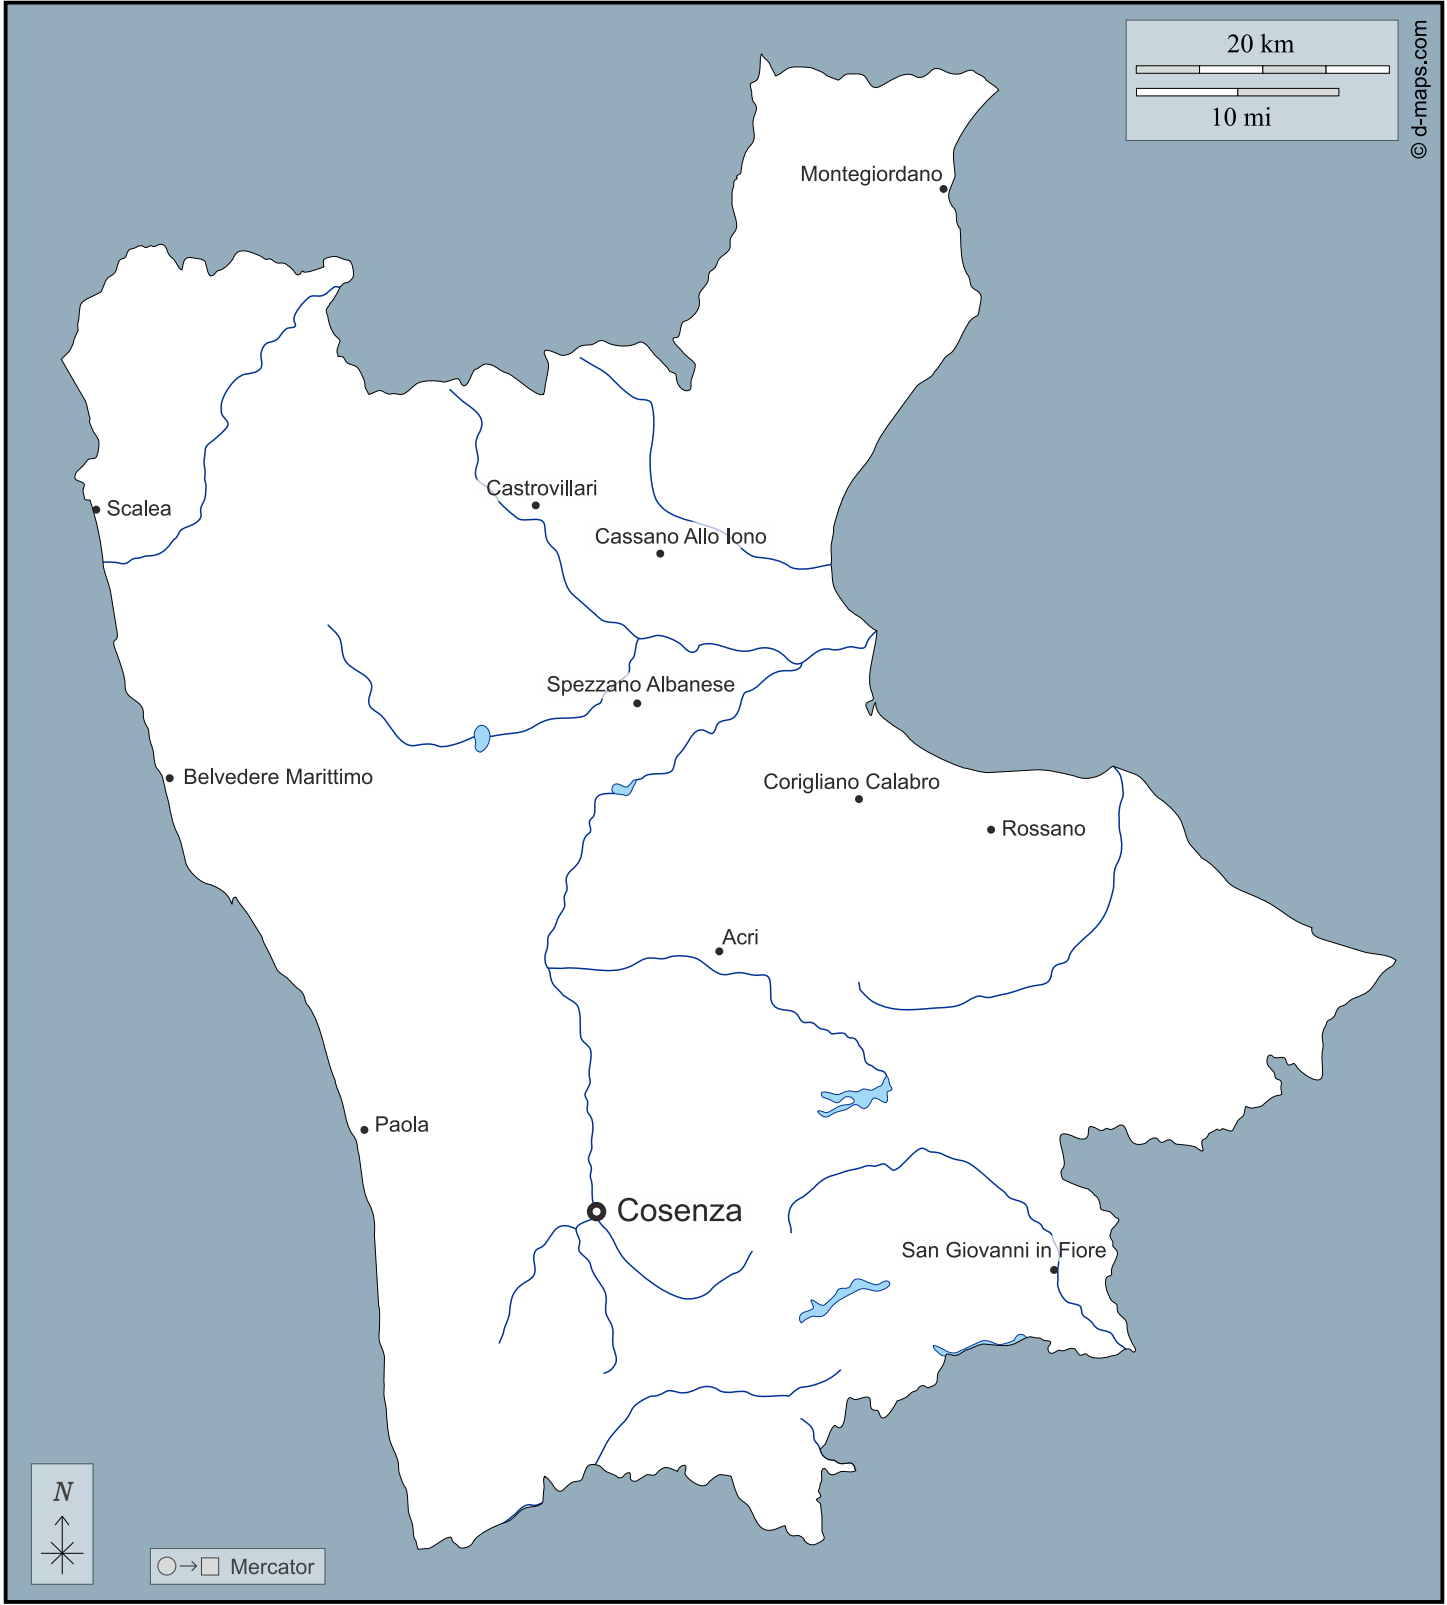 20 km
10 mi
© d-maps.com
Montegiordano
Castrovillari
Scalea
Cassano Allo Iono
Spezzano Albanese
Belvedere Marittimo
Corigliano Calabro
Rossano
Acri
Paola
Cosenza
San Giovanni in Fiore
N
Mercator